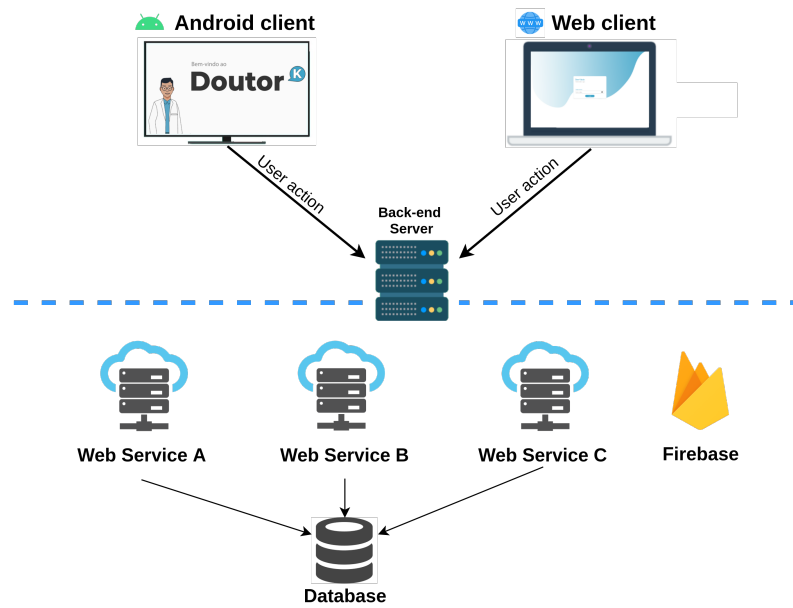 Android client
Web client
WWW
Bem-vindo ao
Doutor K
User action
User action
Back-end
Server
Web Service A
Web Service B
Web Service C
Firebase
Database